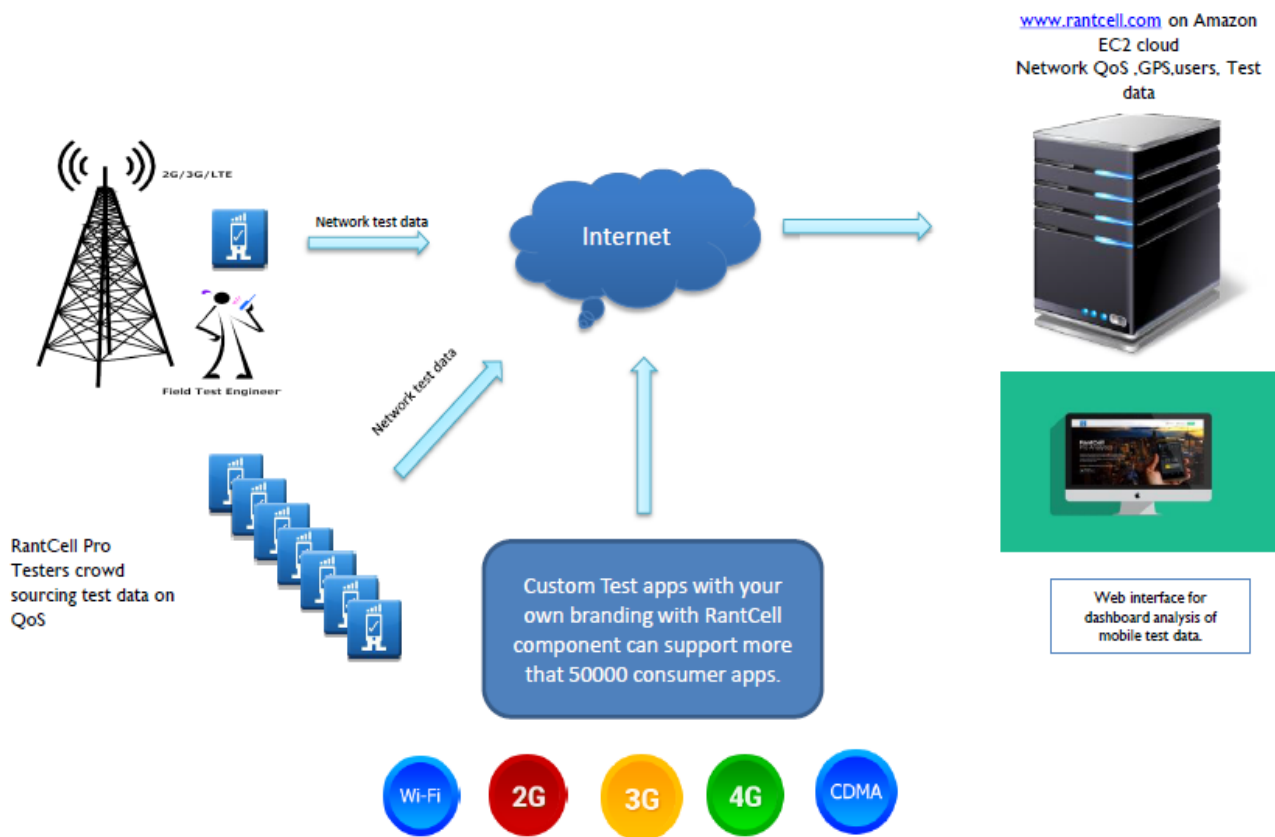 www.rantcell.com on Amazon
EC2 cloud
Network QoS ,GPS,users, Test
data
2G/3G/LTE
Network test data
Internet
Field Test Engineer
Network test data
RantCell Pro
Testers crowd
sourcing test data on
QoS
Custom Test apps with your
own branding with RantCell
component can support more
that 50000 consumer apps.
Web interface for
dashboard analysis of
mobile test data.
Wi-Fi
2G
3G
4G
CDMA